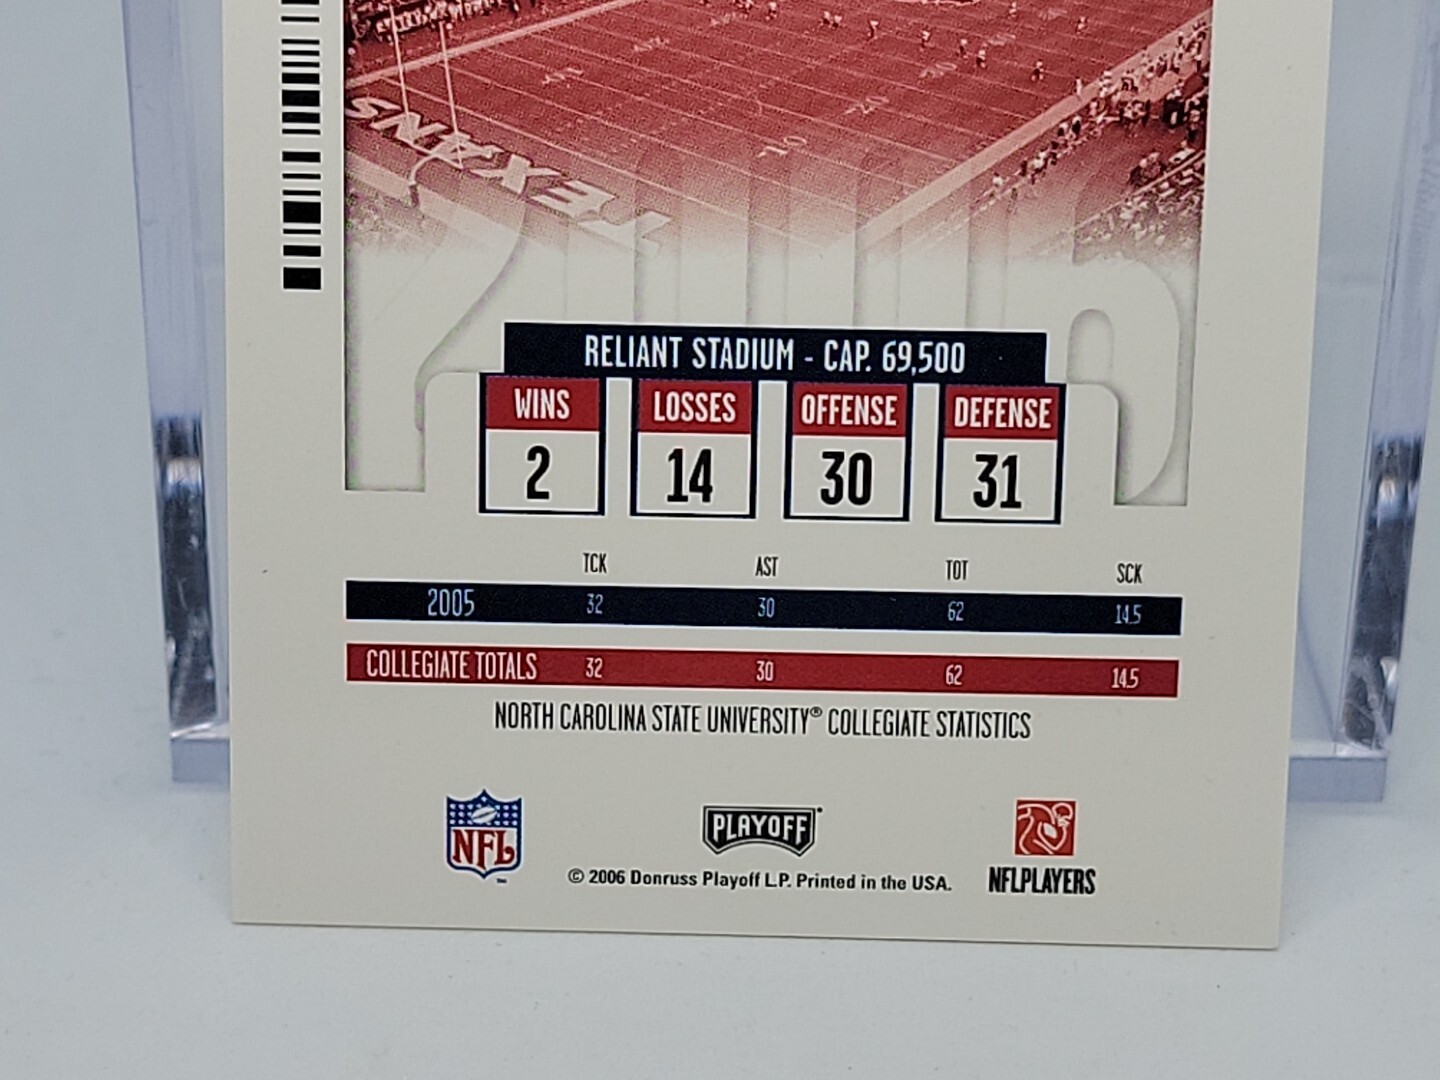 TEXANS
RELIANT STADIUM - CAP. 69,500
WINS LOSSES OFFENSE DEFENSE
2 14 30 31
TCK AST TOT SCK
2005 32 30 62 14.5
COLLEGIATE TOTALS 32 30 62 14.5
NORTH CAROLINA STATE UNIVERSITY® COLLEGIATE STATISTICS
NFL PLAYOFF
© 2006 Donruss Playoff L.P. Printed in the USA. NFLPLAYERS